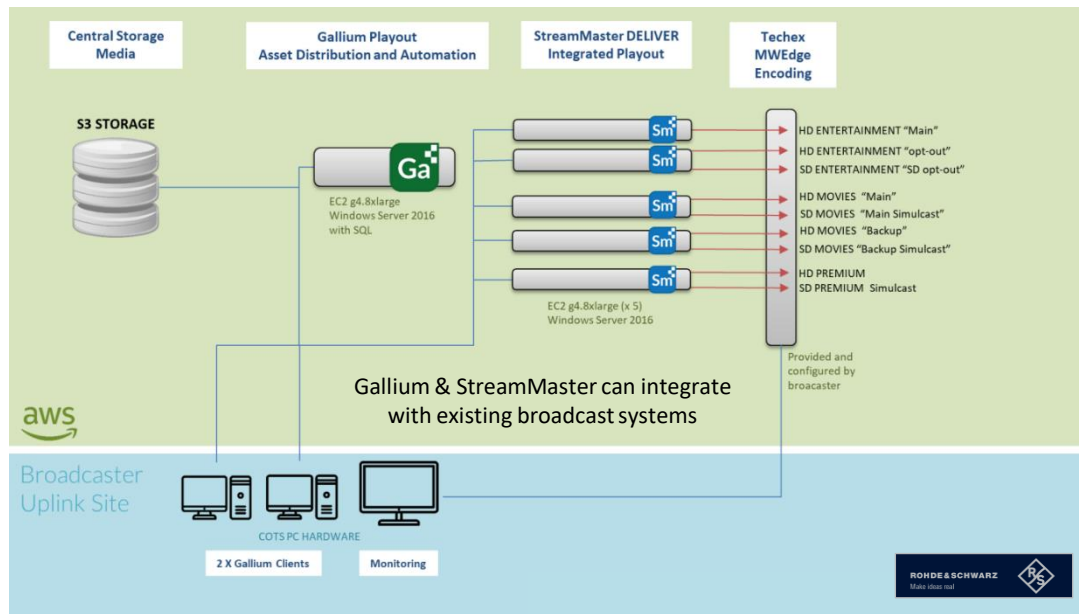 Central Storage
Media
Gallium Playout
Asset Distribution and Automation
StreamMaster DELIVER
Integrated Playout
Techex
MWEdge
Encoding
S3 STORAGE
Ga
EC2 g4.8xlarge
Windows Server 2016
with SQL
Sm
Sm
Sm
Sm
Sm
EC2 g4.8xlarge (x 5)
Windows Server 2016
HD ENTERTAINMENT “Main”
HD ENTERTAINMENT “opt-out”
SD ENTERTAINMENT “SD opt-out”
HD MOVIES “Main”
SD MOVIES “Main Simulcast”
HD MOVIES “Backup”
SD MOVIES “Backup Simulcast”
HD PREMIUM
SD PREMIUM Simulcast
Provided and
configured by
broacaster
Gallium & StreamMaster can integrate
with existing broadcast systems
aws
Broadcaster
Uplink Site
COTS PC HARDWARE
2 X Gallium Clients
Monitoring
ROHDE&SCHWARZ
Make ideas real
R&S